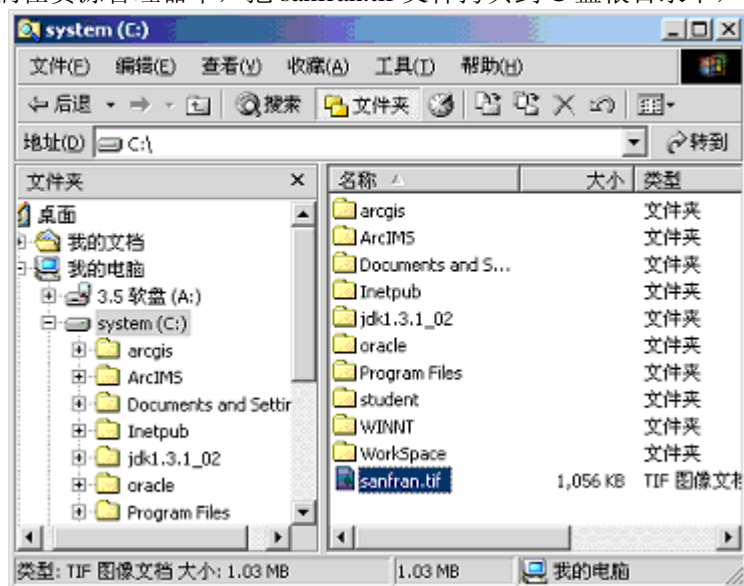 system (C:)
文件(F) 编辑(E) 查看(V) 收藏(A) 工具(T) 帮助(H)
后退 搜索 文件夹
地址(D) C:\ 转到
文件夹
桌面
我的文档
我的电脑
3.5 软盘 (A:)
system (C:)
arcgis
ArcIMS
Documents and Settir
Inetpub
jdk1.3.1_02
oracle
Program Files
名称 大小 类型
arcgis 文件夹
ArcIMS 文件夹
Documents and S... 文件夹
Inetpub 文件夹
jdk1.3.1_02 文件夹
oracle 文件夹
Program Files 文件夹
student 文件夹
WINNT 文件夹
WorkSpace 文件夹
sanfran.tif 1,056 KB TIF 图像文档
类型: TIF 图像文档 大小: 1.03 MB 1.03 MB 我的电脑